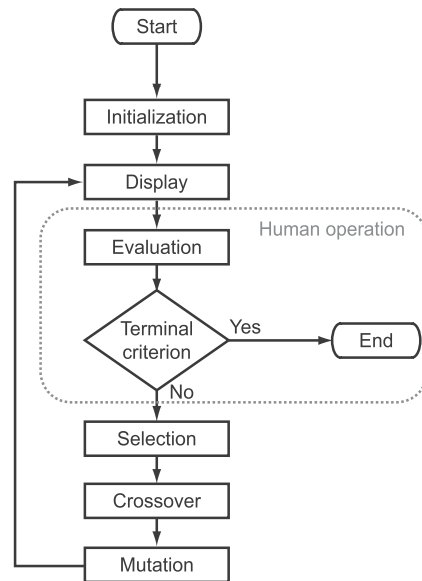 Start
Initialization
Display
Human operation
Evaluation
Terminal
criterion
Yes
End
No
Selection
Crossover
Mutation